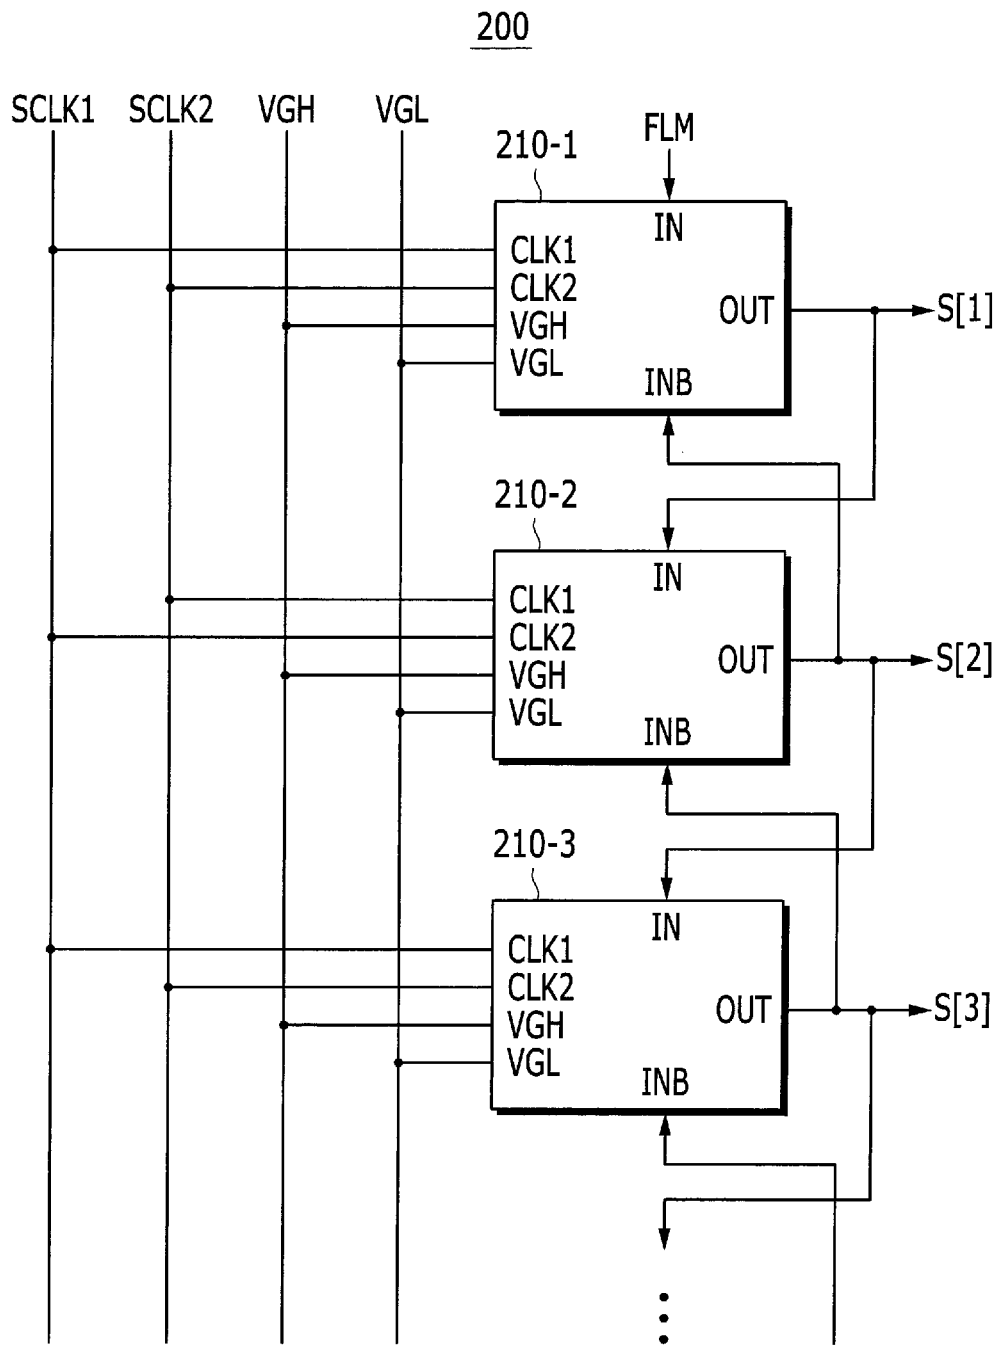 200
SCLK1 SCLK2 VGH VGL
FLM
210-1
IN
CLK1
CLK2
VGH
VGL
OUT
INB
S[1]
210-2
IN
CLK1
CLK2
VGH
VGL
OUT
INB
S[2]
210-3
IN
CLK1
CLK2
VGH
VGL
OUT
INB
S[3]